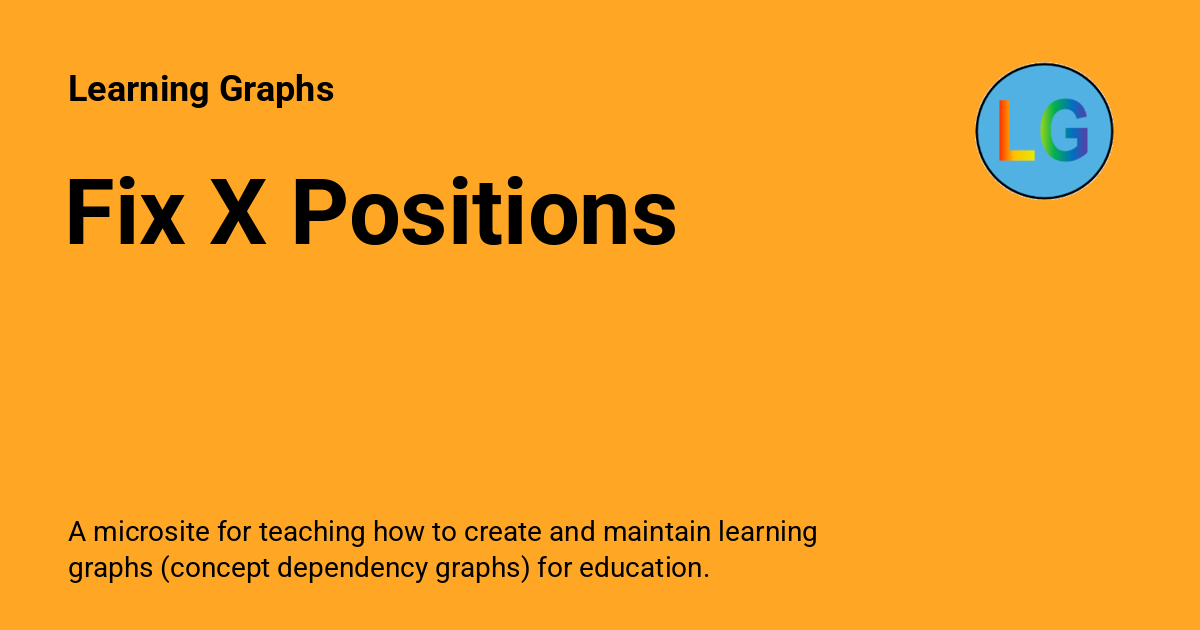 Learning Graphs
LG
Fix X Positions
A microsite for teaching how to create and maintain learning
graphs (concept dependency graphs) for education.